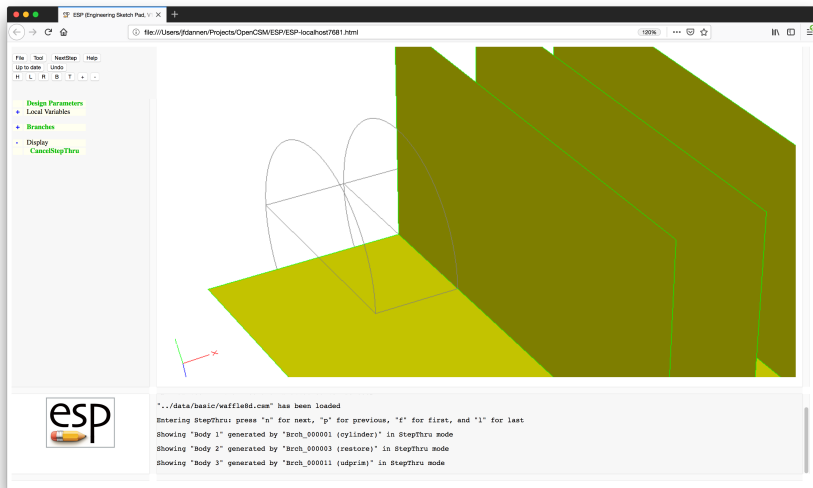 ESP (Engineering Sketch Pad, V
file:///Users/jfdannen/Projects/OpenCSM/ESP/ESP-localhost7681.html
120%
File Tool NextStep Help
Up to date Undo
H L R B T + -
Design Parameters
+ Local Variables
+ Branches
- Display
CancelStepThru
X
esp
"../data/basic/waffle8d.csm" has been loaded
Entering StepThru: press "n" for next, "p" for previous, "f" for first, and "l" for last
Showing "Body 1" generated by "Brch_000001 (cylinder)" in StepThru mode
Showing "Body 2" generated by "Brch_000003 (restore)" in StepThru mode
Showing "Body 3" generated by "Brch_000011 (udprim)" in StepThru mode